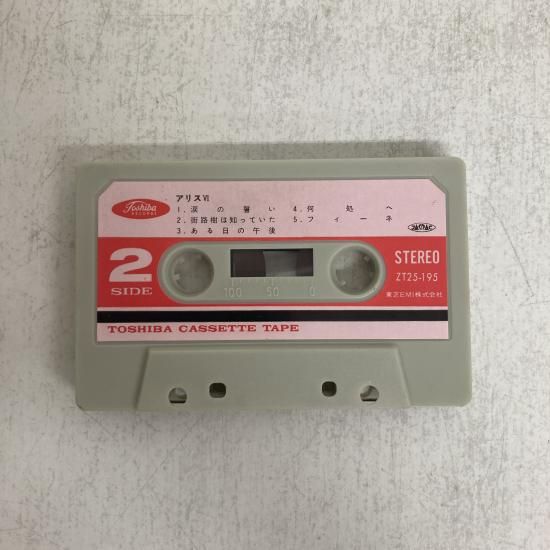 Toshiba
RECORDS
アリスⅥ
1.涙の誓い 4.何処へ
2.街路樹は知っていた 5.フィーネ
3.ある日の午後
2
SIDE
100 50 0
STEREO
ZT25-195
東芝EMI株式会社
TOSHIBA CASSETTE TAPE